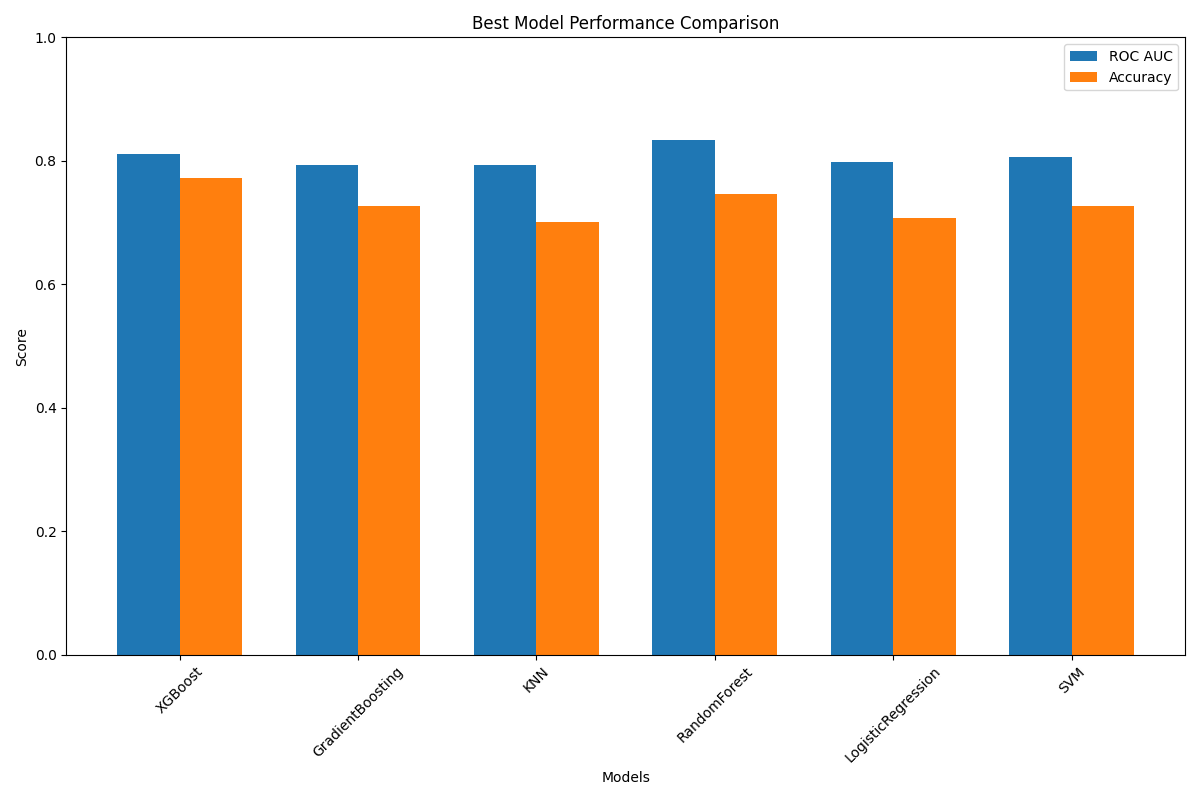 Best Model Performance Comparison
ROC AUC
Accuracy
Score
1.0
0.8
0.6
0.4
0.2
0.0
XGBoost
GradientBoosting
KNN
RandomForest
LogisticRegression
SVM
Models